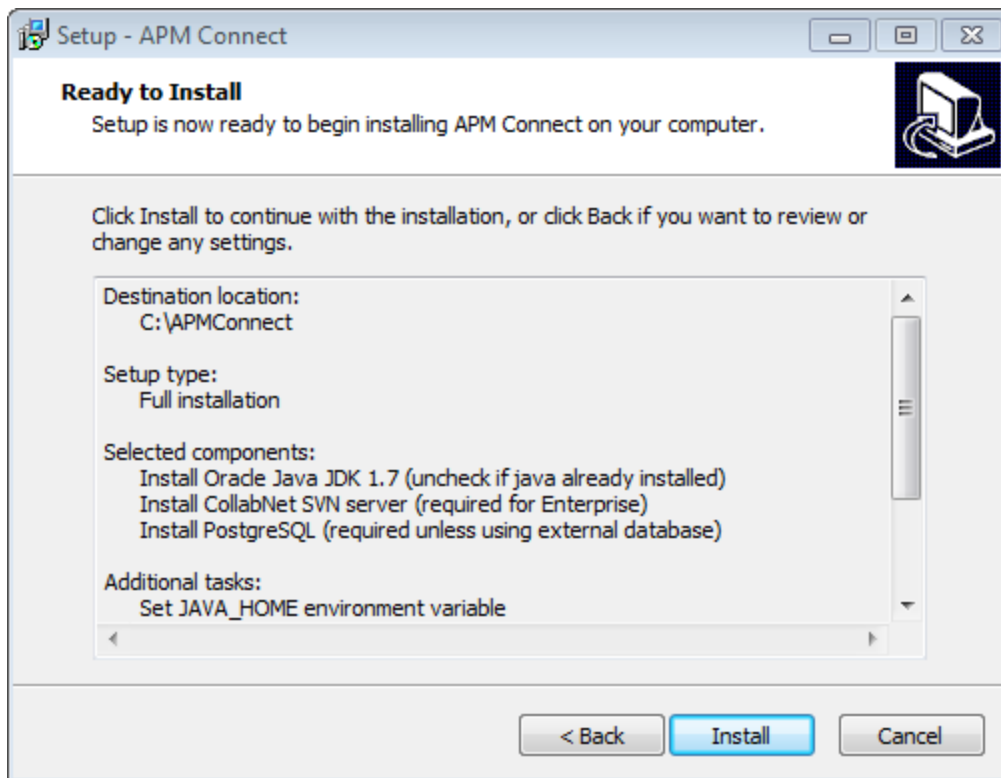 Setup - APM Connect
Ready to Install
Setup is now ready to begin installing APM Connect on your computer.
Click Install to continue with the installation, or click Back if you want to review or
change any settings.
Destination location:
C:\APMConnect
Setup type:
Full installation
Selected components:
Install Oracle Java JDK 1.7 (uncheck if java already installed)
Install CollabNet SVN server (required for Enterprise)
Install PostgreSQL (required unless using external database)
Additional tasks:
Set JAVA_HOME environment variable
< Back Install Cancel